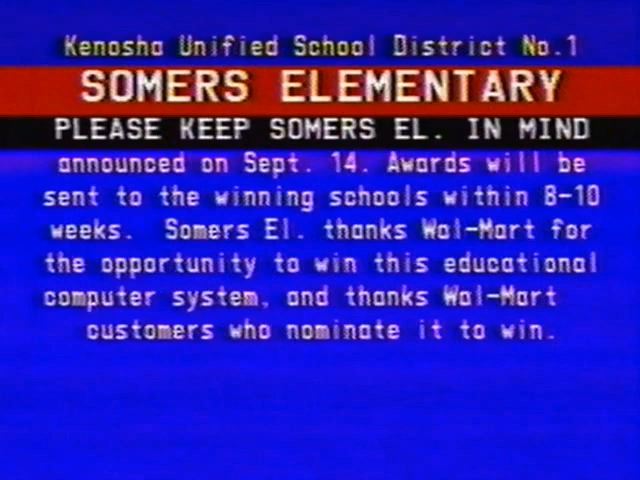 Kenosha Unified School District No.1
SOMERS ELEMENTARY
PLEASE KEEP SOMERS EL. IN MIND
announced on Sept. 14. Awards will be
sent to the winning schools within 8-10
weeks. Somers El. thanks Wal-Mart for
the opportunity to win this educational
computer system, and thanks Wal-Mart
customers who nominate it to win.